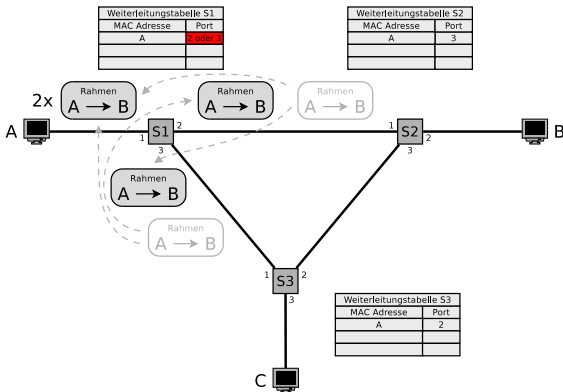 Weiterleitungstabelle S1
MAC Adresse Port
A 2 oder 3
Weiterleitungstabelle S2
MAC Adresse Port
A 3
2x
Rahmen
A → B
Rahmen
A → B
Rahmen
A → B
A
1
S1
2
3
1
S2
2
3
B
Rahmen
A → B
Rahmen
A → B
1
S3
2
3
Weiterleitungstabelle S3
MAC Adresse Port
A 2
C